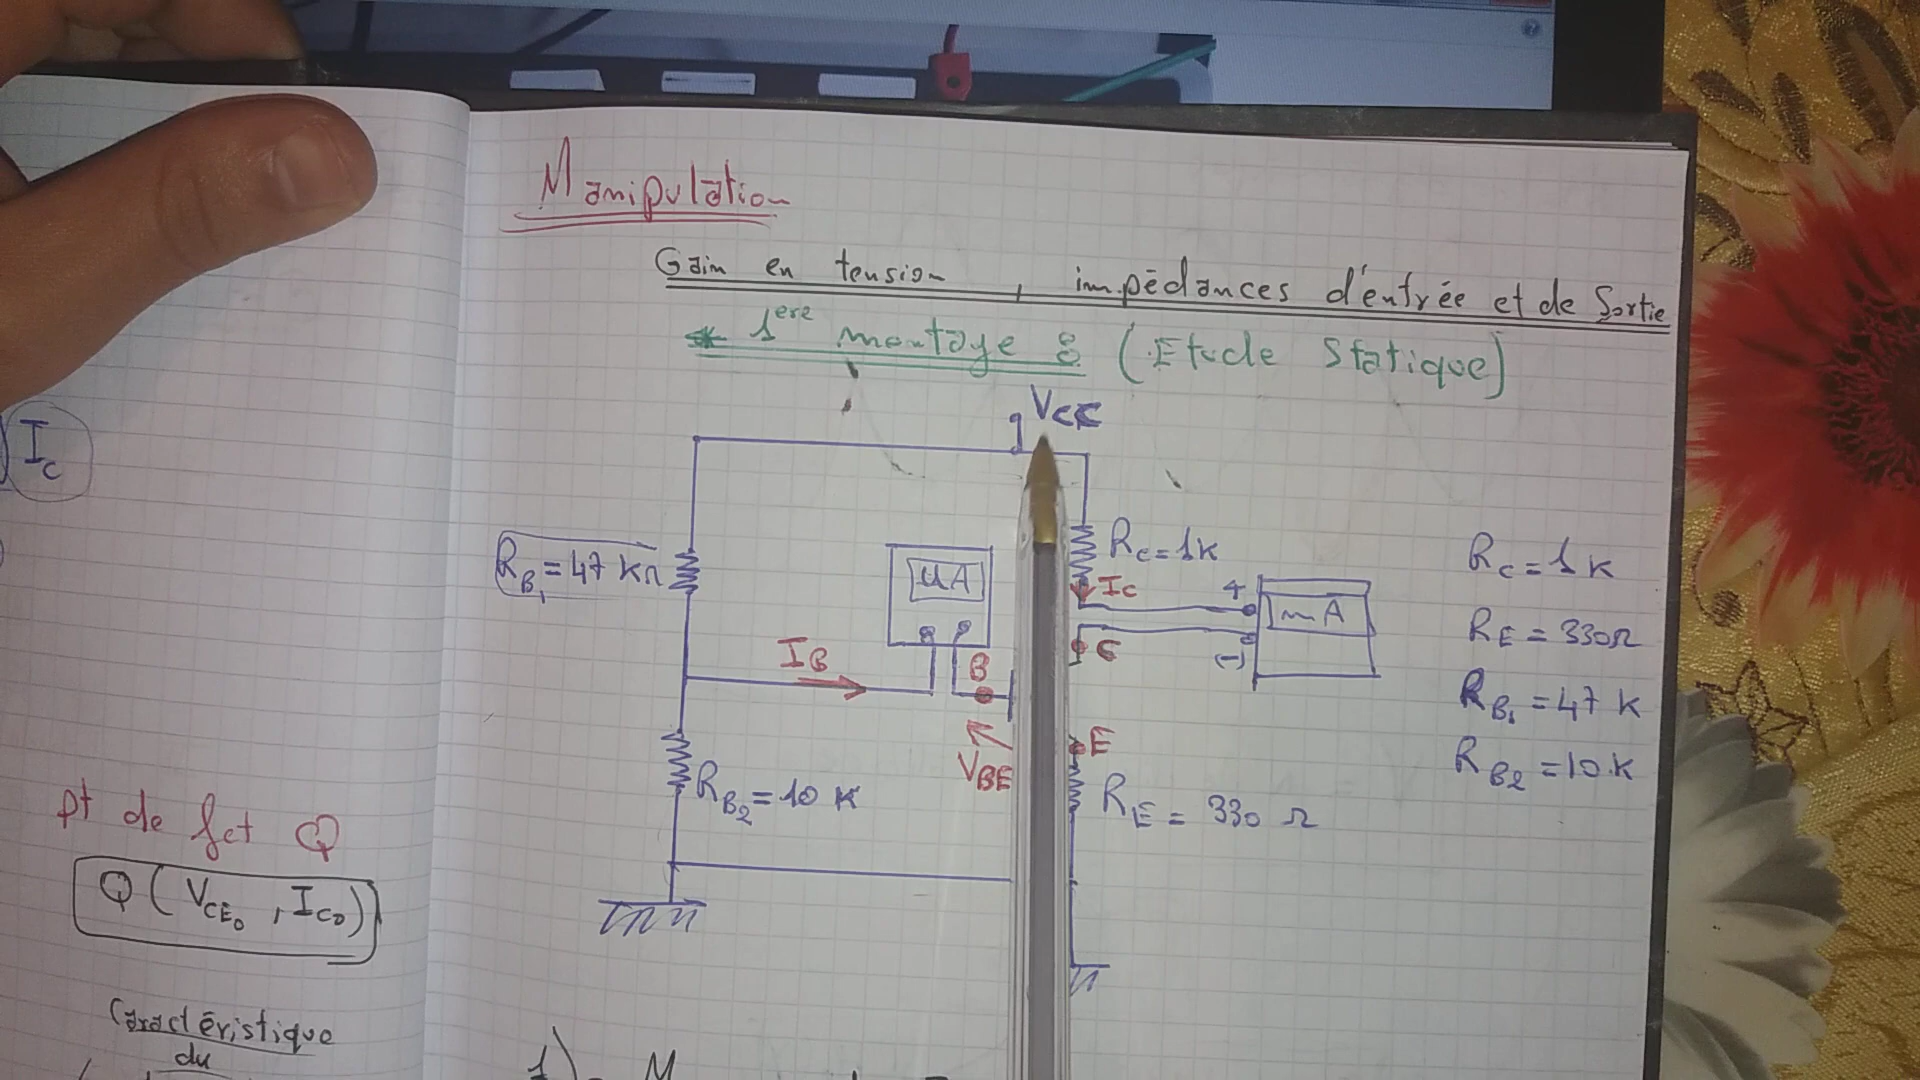 Manipulation
Gain en tension, impédances d'entrée et de Sortie
* 1ere montage : (Etude Statique)
VCC
RB1 = 47 kΩ
μA
RC = 1k
IC
+
mA
(-)
C
IB
B
VBE
E
RB2 = 10 K
RE = 330 Ω
RC = 1 K
RE = 330Ω
RB1 = 47 K
RB2 = 10 K
IC
pt de fct Q
Q (VCE0, IC0)
Caractéristique
du
1)